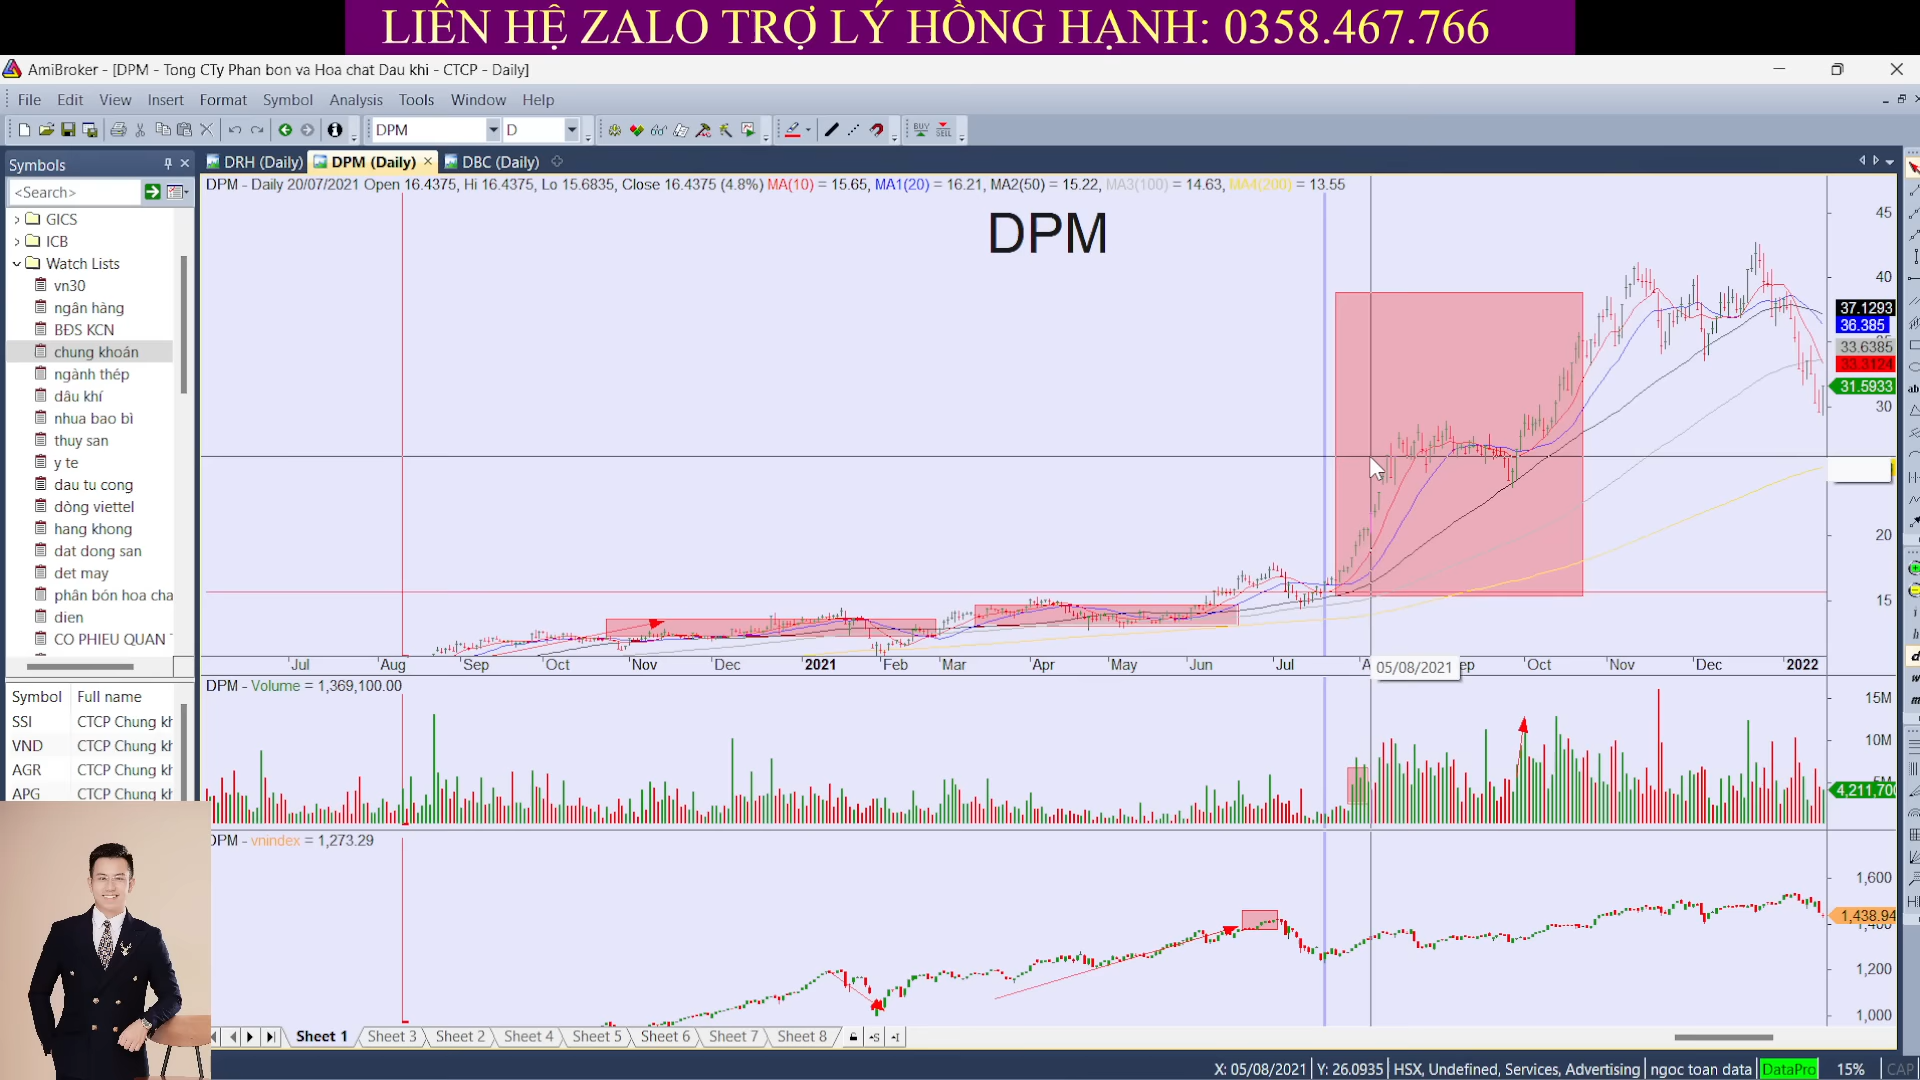 LIÊN HỆ ZALO TRỢ LÝ HỒNG HẠNH: 0358.467.766
AmiBroker - [DPM - Tong CTy Phan bon va Hoa chat Dau khi - CTCP - Daily]
File Edit View Insert Format Symbol Analysis Tools Window Help
DPM D BUY SELL
Symbols
DRH (Daily) DPM (Daily) DBC (Daily)
<Search>
DPM - Daily 20/07/2021 Open 16.4375, Hi 16.4375, Lo 15.6835, Close 16.4375 (4.8%) MA(10) = 15.65, MA1(20) = 16.21, MA2(50) = 15.22, MA3(100) = 14.63, MA4(200) = 13.55
DPM
GICS
ICB
Watch Lists
vn30
ngân hàng
BĐS KCN
chung khoán
ngành thép
dầu khí
nhua bao bì
thuy san
y te
dau tu cong
dòng viettel
hang khong
dat dong san
det may
phân bón hoa cha
dien
CO PHIEU QUAN
45
40
37.1293
36.385
33.6385
33.3124
31.5933
30
20
15
Jul Aug Sep Oct Nov Dec 2021 Feb Mar Apr May Jun Jul A 05/08/2021 ep Oct Nov Dec 2022
Symbol Full name
SSI CTCP Chung kh
VND CTCP Chung kh
AGR CTCP Chung kh
APG CTCP Chung kh
DPM - Volume = 1,369,100.00
15M
10M
5M
4,211,700
DPM - vnindex = 1,273.29
1,600
1,438.94
1,400
1,200
1,000
Sheet 1 Sheet 3 Sheet 2 Sheet 4 Sheet 5 Sheet 6 Sheet 7 Sheet 8
X: 05/08/2021 Y: 26.0935 HSX, Undefined, Services, Advertising ngoc toan data DataPro 15% CAP